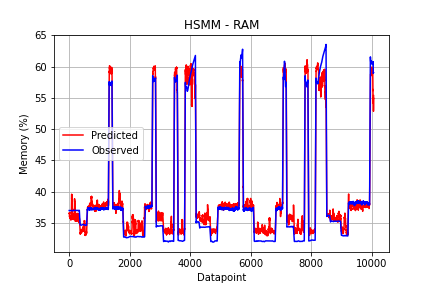 HSMM - RAM
65
60
55
50
45
40
35
Memory (%)
Predicted
Observed
0
2000
4000
6000
8000
10000
Datapoint